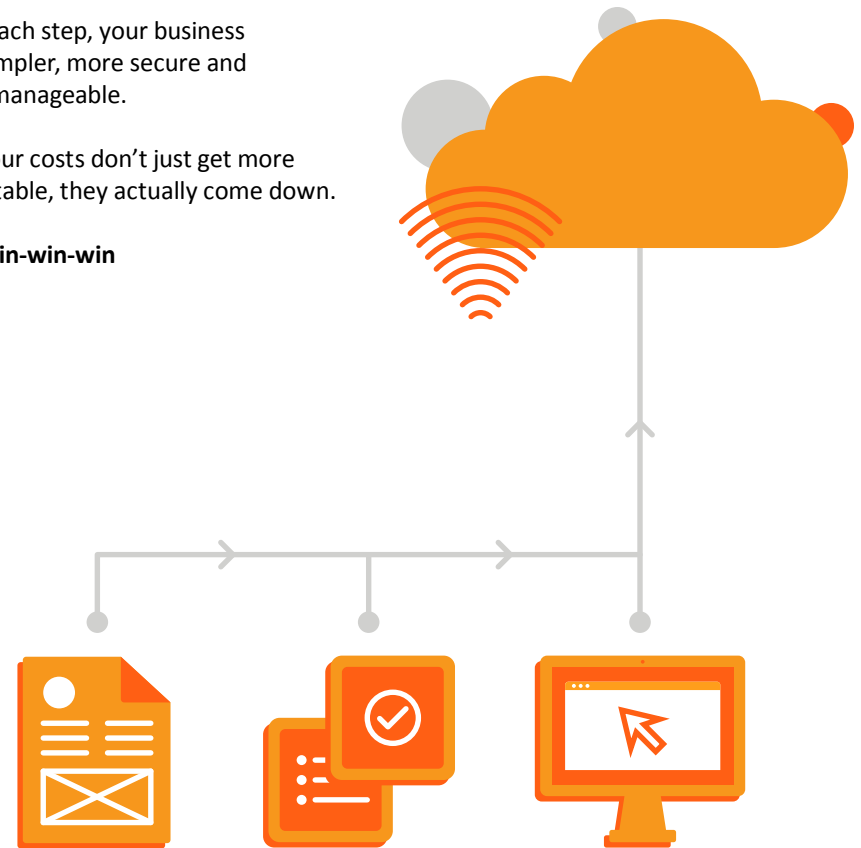 ach step, your business
mpler, more secure and
manageable.
ur costs don’t just get more
table, they actually come down.
in-win-win